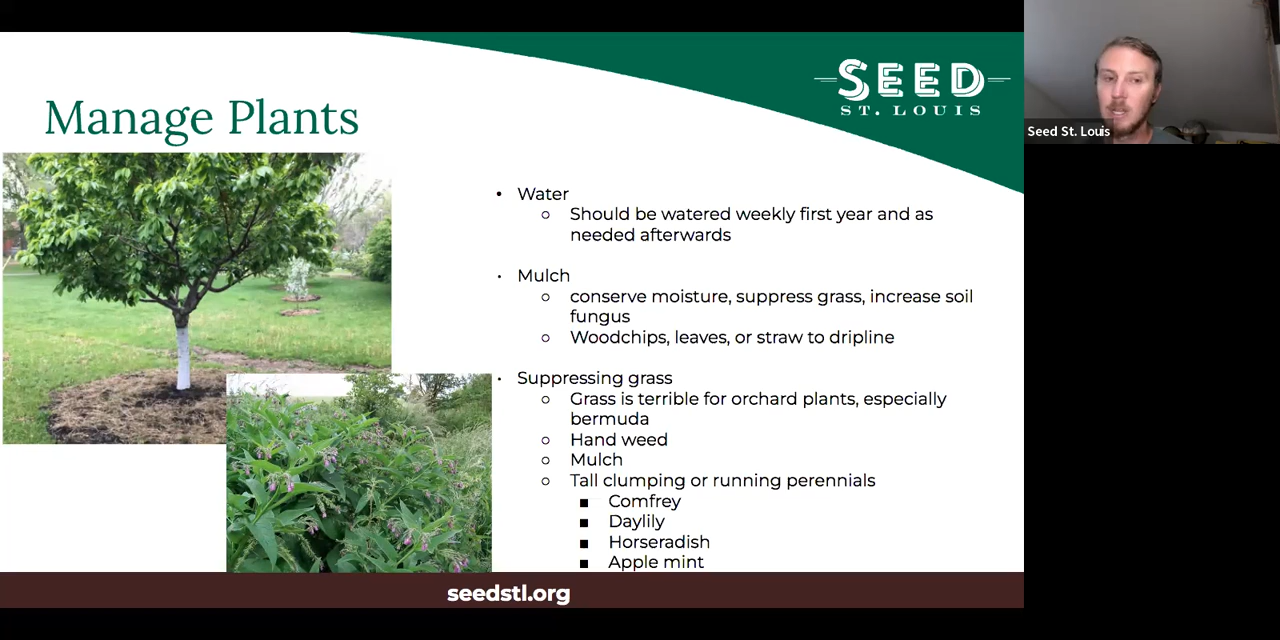 SEED
ST. LOUIS
Seed St. Louis
Manage Plants
• Water
○ Should be watered weekly first year and as
needed afterwards
• Mulch
○ conserve moisture, suppress grass, increase soil
fungus
○ Woodchips, leaves, or straw to dripline
• Suppressing grass
○ Grass is terrible for orchard plants, especially
bermuda
○ Hand weed
○ Mulch
○ Tall clumping or running perennials
■ Comfrey
■ Daylily
■ Horseradish
■ Apple mint
seedstl.org